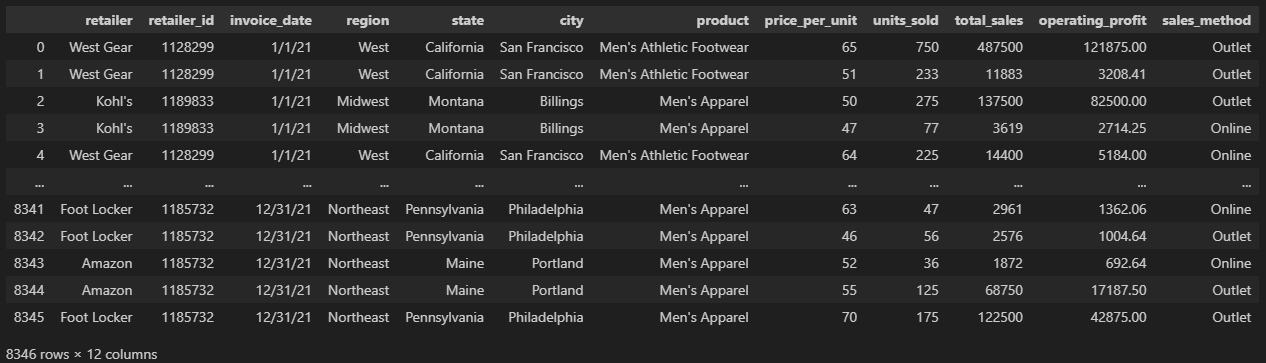 retailer retailer_id invoice_date region state city product price_per_unit units_sold total_sales operating_profit sales_method
0 West Gear 1128299 1/1/21 West California San Francisco Men's Athletic Footwear 65 750 487500 121875.00 Outlet
1 West Gear 1128299 1/1/21 West California San Francisco Men's Athletic Footwear 51 233 11883 3208.41 Outlet
2 Kohl's 1189833 1/1/21 Midwest Montana Billings Men's Apparel 50 275 137500 82500.00 Outlet
3 Kohl's 1189833 1/1/21 Midwest Montana Billings Men's Apparel 47 77 3619 2714.25 Online
4 West Gear 1128299 1/1/21 West California San Francisco Men's Athletic Footwear 64 225 14400 5184.00 Online
... ... ... ... ... ... ... ... ... ... ... ... ...
8341 Foot Locker 1185732 12/31/21 Northeast Pennsylvania Philadelphia Men's Apparel 63 47 2961 1362.06 Online
8342 Foot Locker 1185732 12/31/21 Northeast Pennsylvania Philadelphia Men's Apparel 46 56 2576 1004.64 Outlet
8343 Amazon 1185732 12/31/21 Northeast Maine Portland Men's Apparel 52 36 1872 692.64 Online
8344 Amazon 1185732 12/31/21 Northeast Maine Portland Men's Apparel 55 125 68750 17187.50 Outlet
8345 Foot Locker 1185732 12/31/21 Northeast Pennsylvania Philadelphia Men's Apparel 70 175 122500 42875.00 Outlet
8346 rows × 12 columns